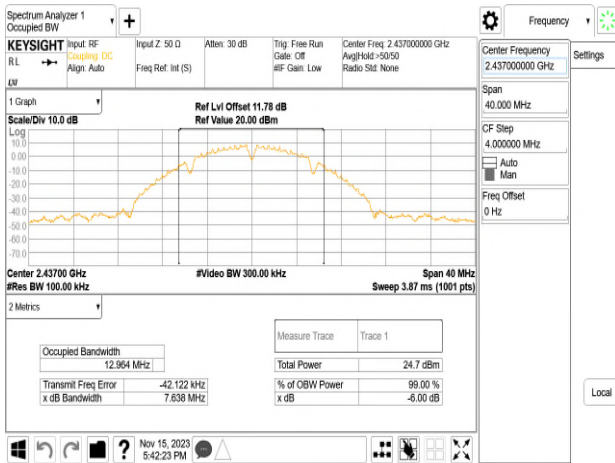 Spectrum Analyzer 1
Occupied BW
+
Frequency
KEYSIGHT
RL
Input: RF
Coupling: DC
Align: Auto
Input Z: 50 Ω
Freq Ref: Int (S)
Atten: 30 dB
Trig: Free Run
Gate: Off
#IF Gain: Low
Center Freq: 2.437000000 GHz
Avg|Hold:>50/50
Radio Std: None
Center Frequency
2.437000000 GHz
Settings
Span
40.000 MHz
CF Step
4.000000 MHz
Auto
Man
Freq Offset
0 Hz
Local
1 Graph
Scale/Div 10.0 dB
Ref Lvl Offset 11.78 dB
Ref Value 20.00 dBm
Log
10.0
0.00
-10.0
-20.0
-30.0
-40.0
-50.0
-60.0
-70.0
Center 2.43700 GHz
#Video BW 300.00 kHz
Span 40 MHz
#Res BW 100.00 kHz
Sweep 3.87 ms (1001 pts)
2 Metrics
Measure Trace
Trace 1
Occupied Bandwidth
12.964 MHz
Total Power
24.7 dBm
Transmit Freq Error
-42.122 kHz
% of OBW Power
99.00 %
x dB Bandwidth
7.638 MHz
x dB
-6.00 dB
?
Nov 15, 2023
5:42:23 PM